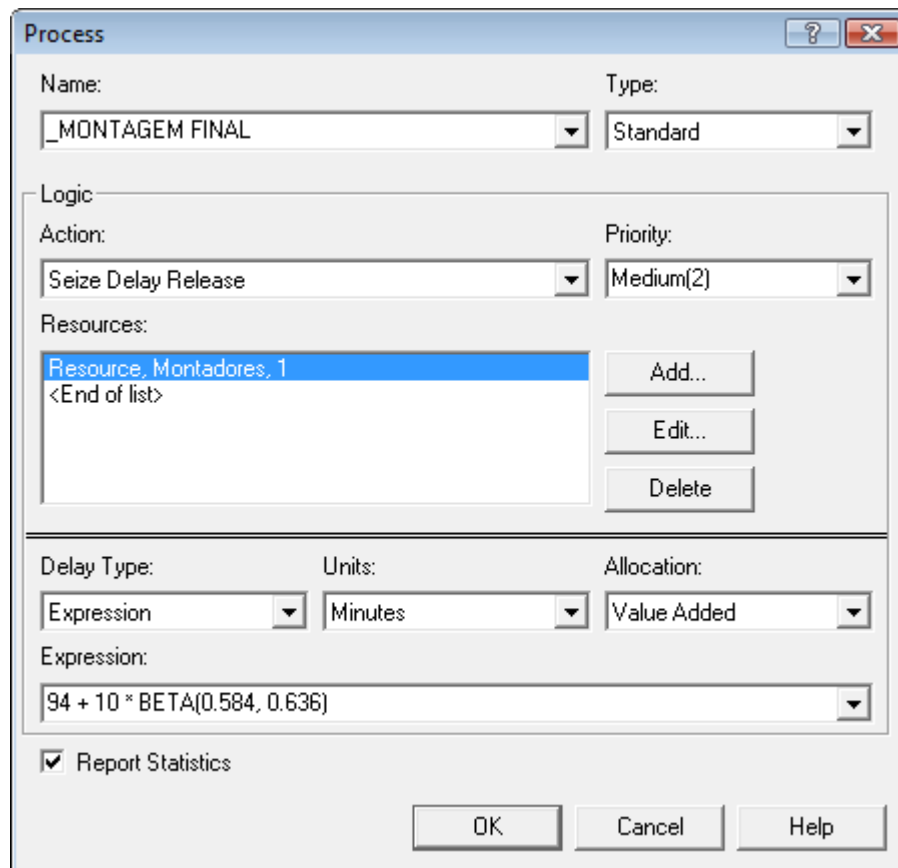 Process
Name:
Type:
_MONTAGEM FINAL
Standard
Logic
Action:
Priority:
Seize Delay Release
Medium(2)
Resources:
Resource, Montadores, 1
<End of list>
Add...
Edit...
Delete
Delay Type:
Units:
Allocation:
Expression
Minutes
Value Added
Expression:
94 + 10 * BETA(0.584, 0.636)
Report Statistics
OK
Cancel
Help